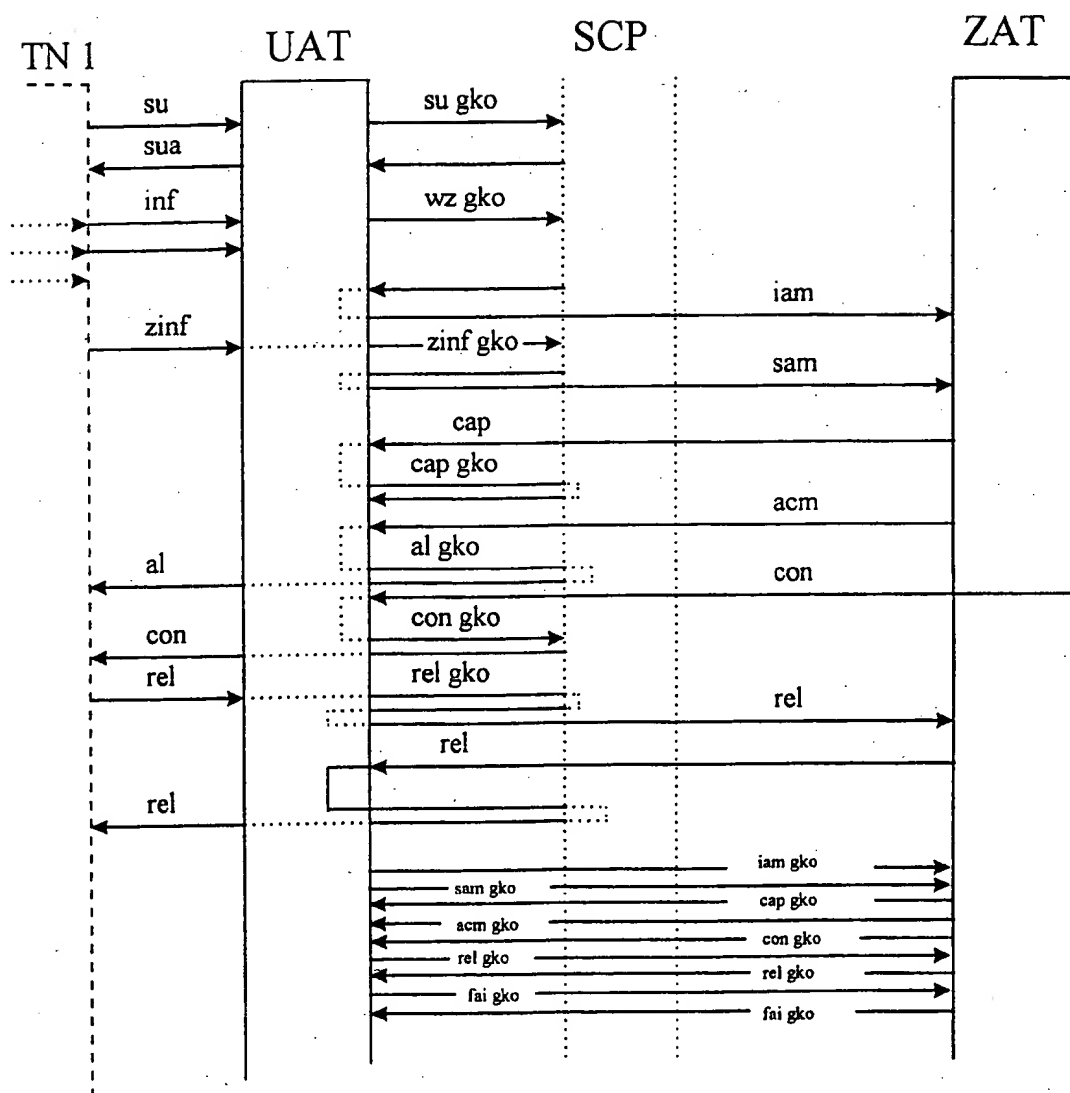 TN 1 UAT SCP ZAT
su su gko
sua
inf wz gko
iam
zinf zinf gko
sam
cap
cap gko
acm
al gko
al con
con gko
con
rel rel gko
rel
rel
rel
iam gko
sam gko
cap gko
acm gko
con gko
rel gko
rel gko
fai gko
fai gko